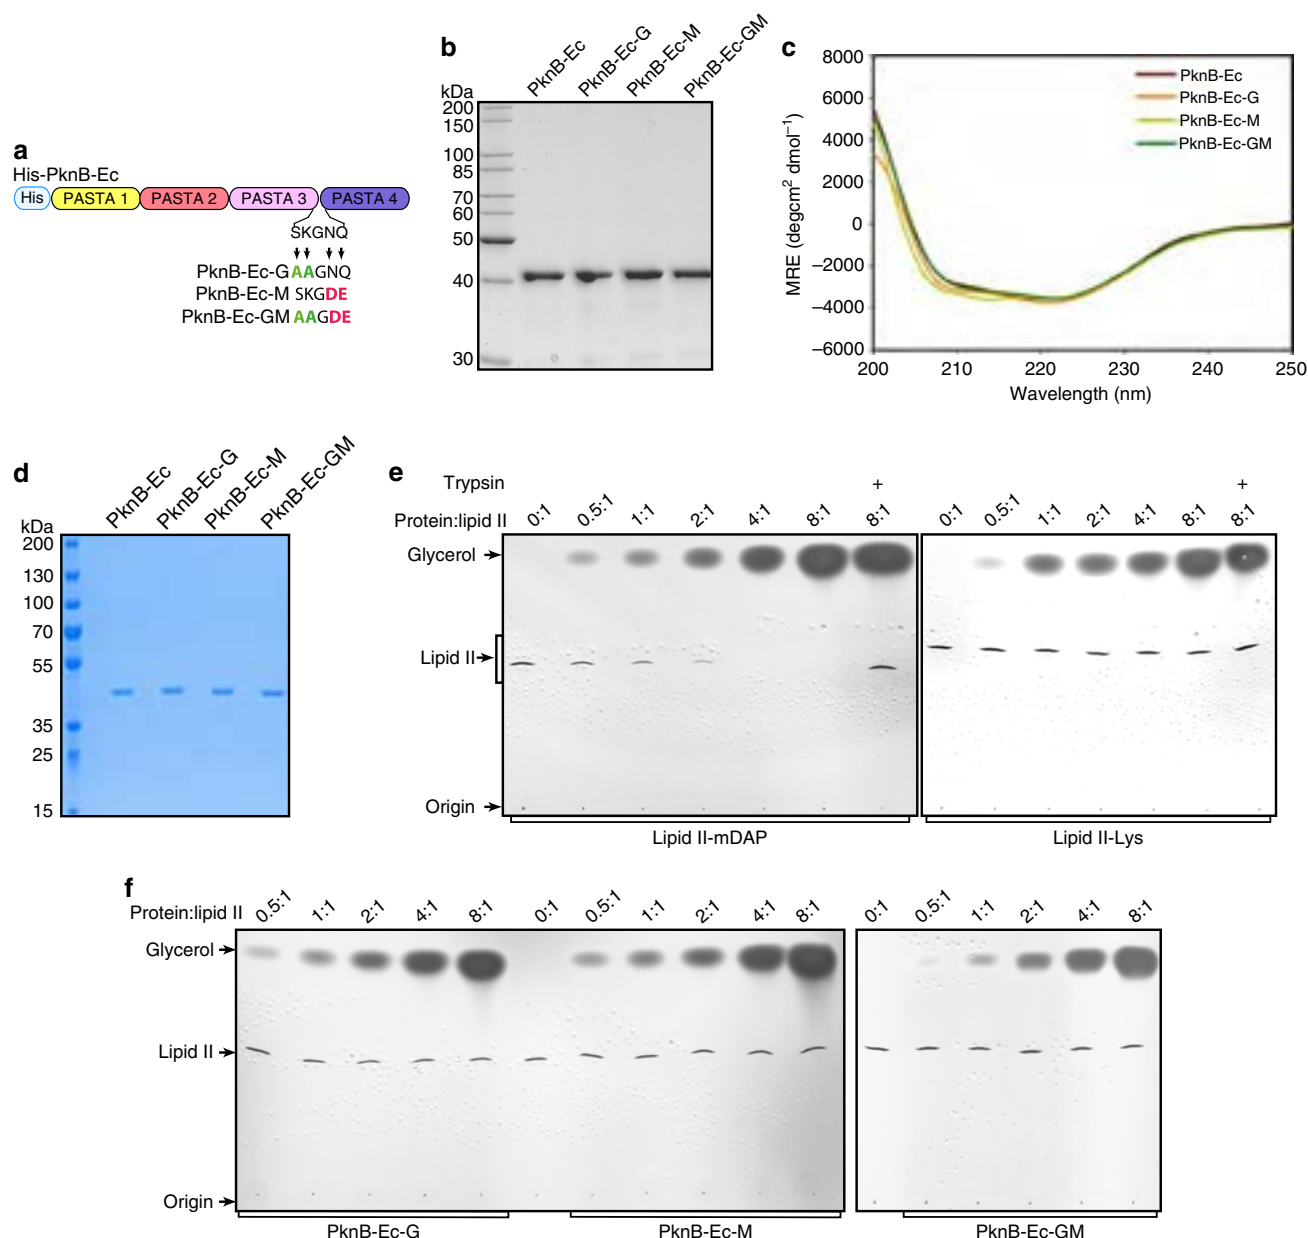 a
His-PknB-Ec
His PASTA 1 PASTA 2 PASTA 3 PASTA 4
SKGNQ
PknB-Ec-G AAGNQ
PknB-Ec-M SKGDE
PknB-Ec-GM AAGDE
b
PknB-Ec PknB-Ec-G PknB-Ec-M PknB-Ec-GM
kDa
200
150
100
85
70
60
50
40
30
c
8000
6000
4000
2000
0
−2000
−4000
−6000
MRE (degcm² dmol⁻¹)
PknB-Ec
PknB-Ec-G
PknB-Ec-M
PknB-Ec-GM
200 210 220 230 240 250
Wavelength (nm)
d
PknB-Ec PknB-Ec-G PknB-Ec-M PknB-Ec-GM
kDa
200
130
100
70
55
35
25
15
e
Trypsin + +
Protein:lipid II 0:1 0.5:1 1:1 2:1 4:1 8:1 8:1 0:1 0.5:1 1:1 2:1 4:1 8:1 8:1
Glycerol
Lipid II
Origin
Lipid II-mDAP Lipid II-Lys
f
Protein:lipid II 0.5:1 1:1 2:1 4:1 8:1 0:1 0.5:1 1:1 2:1 4:1 8:1 0:1 0.5:1 1:1 2:1 4:1 8:1
Glycerol
Lipid II
Origin
PknB-Ec-G PknB-Ec-M PknB-Ec-GM